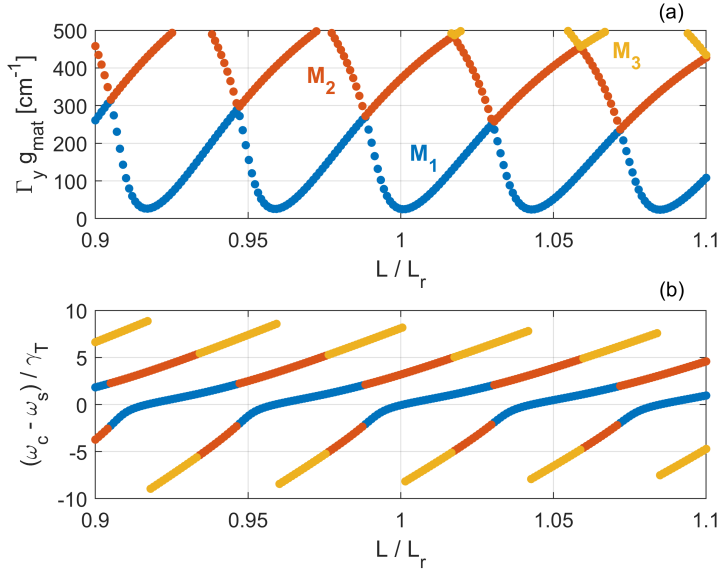 (a)
500
400
300
200
100
0
Γy gmat [cm-1]
M2
M3
M1
0.9 0.95 1 1.05 1.1
L / Lr
(b)
10
5
0
-5
-10
(ωc - ωs) / γT
0.9 0.95 1 1.05 1.1
L / Lr